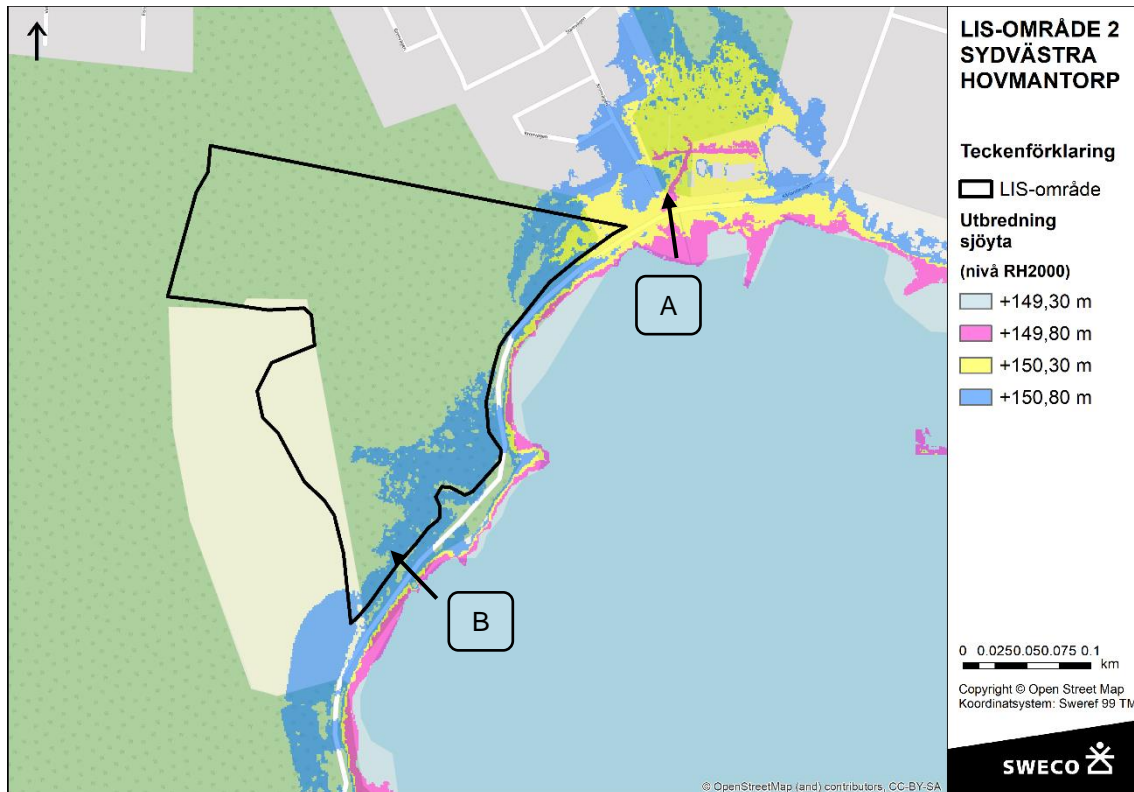 LIS-OMRÅDE 2
SYDVÄSTRA
HOVMANTORP
Teckenförklaring
LIS-område
Utbredning
sjöyta
(nivå RH2000)
+149,30 m
+149,80 m
+150,30 m
+150,80 m
A
B
0 0.0250.050.075 0.1
km
Copyright © Open Street Map
Koordinatsystem: Sweref 99 TM
SWECO
© OpenStreetMap (and) contributors, CC-BY-SA